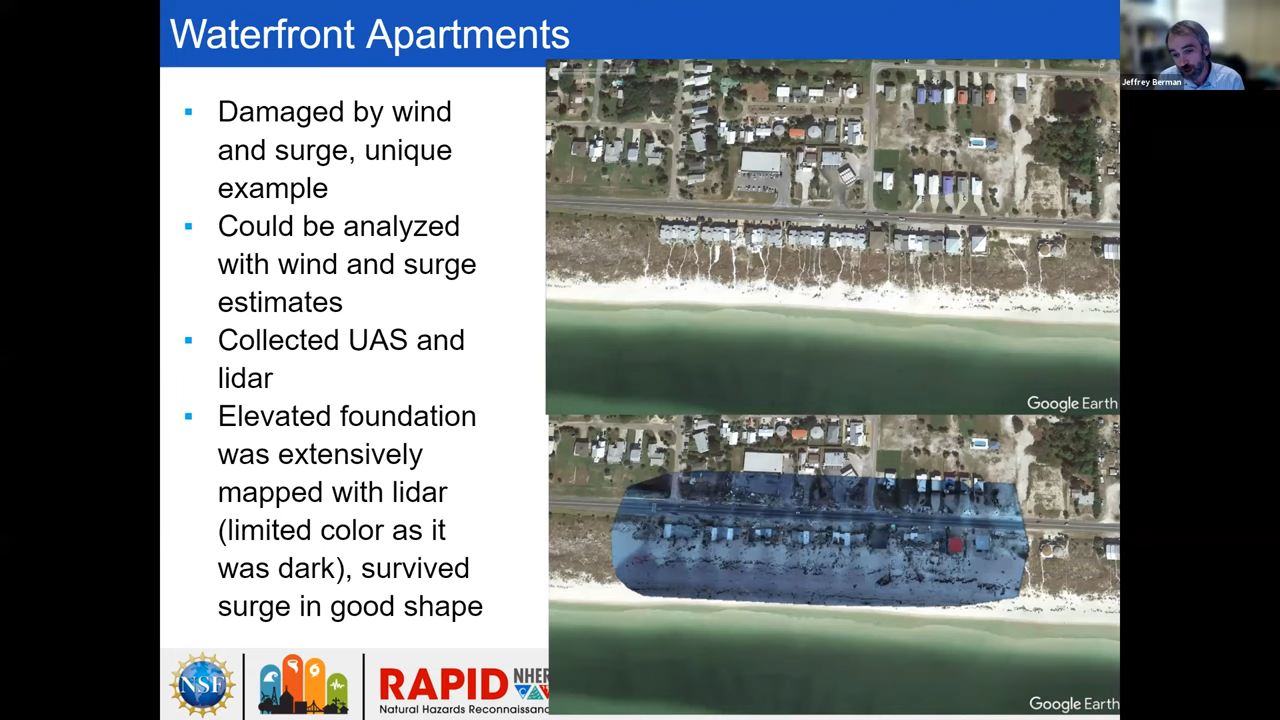 Waterfront Apartments
Jeffrey Berman
▪ Damaged by wind
and surge, unique
example
▪ Could be analyzed
with wind and surge
estimates
▪ Collected UAS and
lidar
▪ Elevated foundation
was extensively
mapped with lidar
(limited color as it
was dark), survived
surge in good shape
Google Earth
Google Earth
NSF
RAPID
NHER
Natural Hazards Reconnaissanc